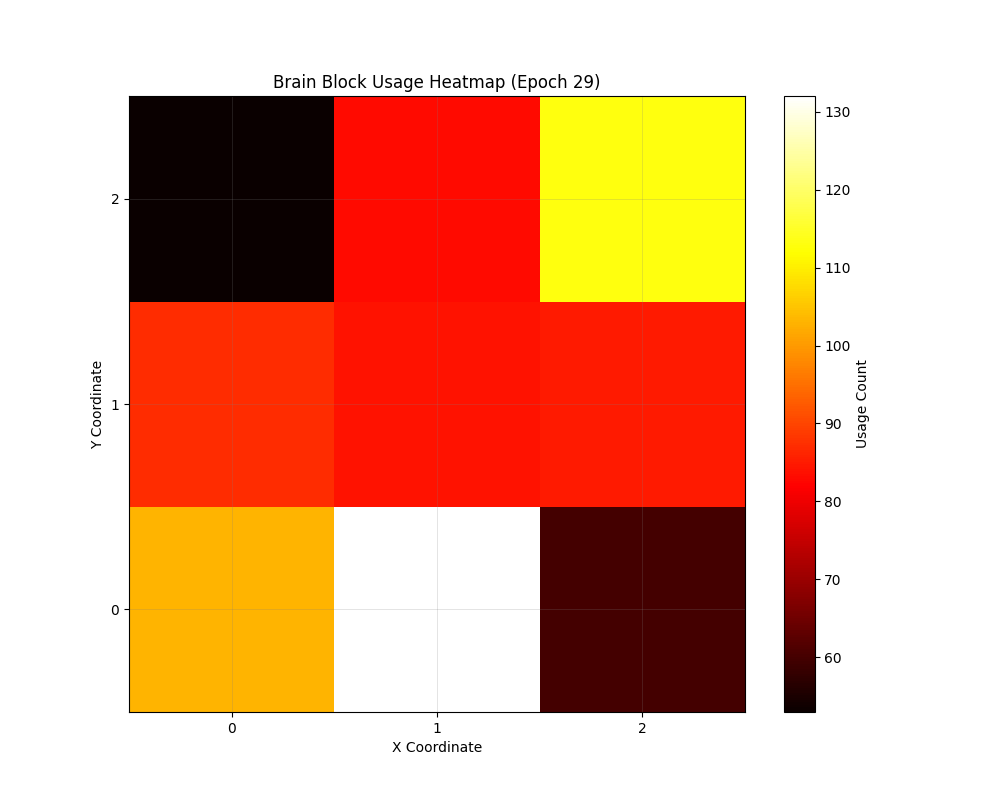 Brain Block Usage Heatmap (Epoch 29)
2
1
0
Y Coordinate
0 1 2
X Coordinate
130
120
110
100
90
80
70
60
Usage Count